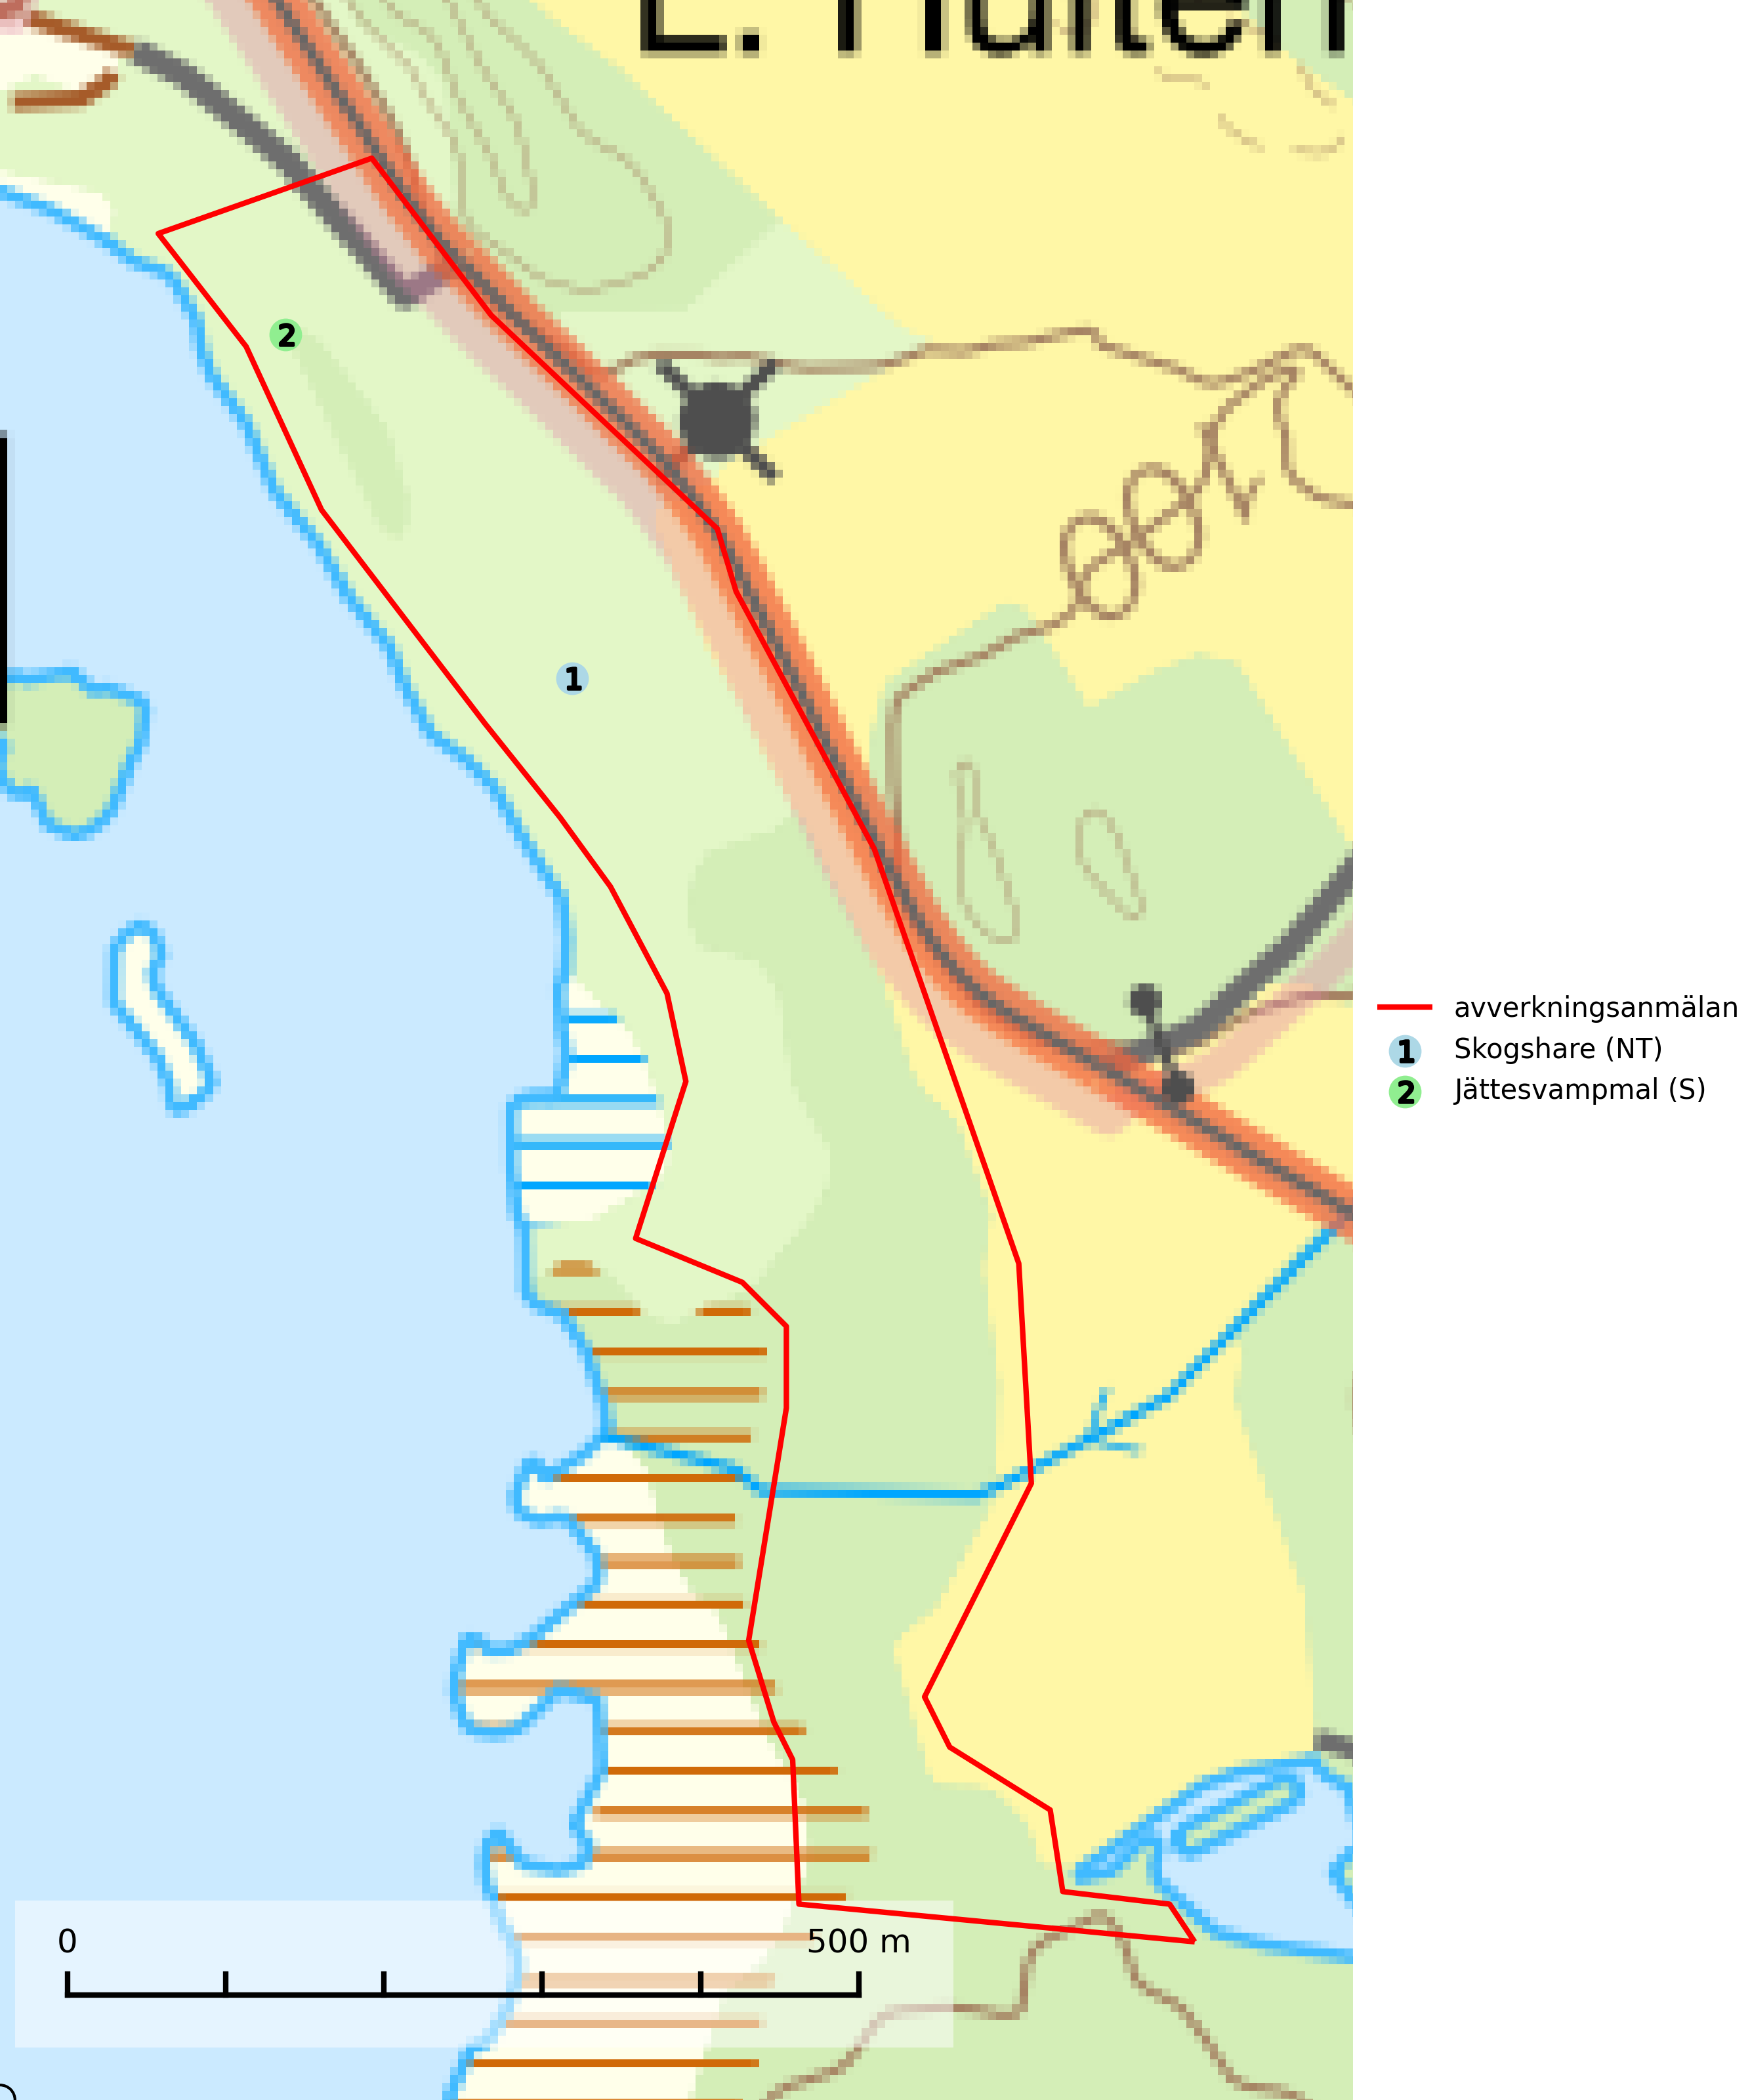 2
1
avverkningsanmälan
1 Skogshare (NT)
2 Jättesvampmal (S)
0 500 m